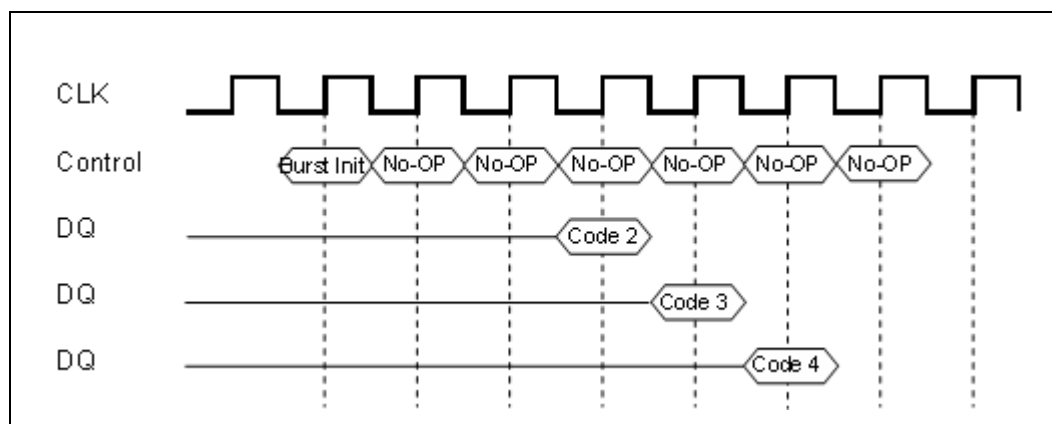 CLK
Control
Burst Init No-OP No-OP No-OP No-OP No-OP No-OP
DQ
Code 2
DQ
Code 3
DQ
Code 4